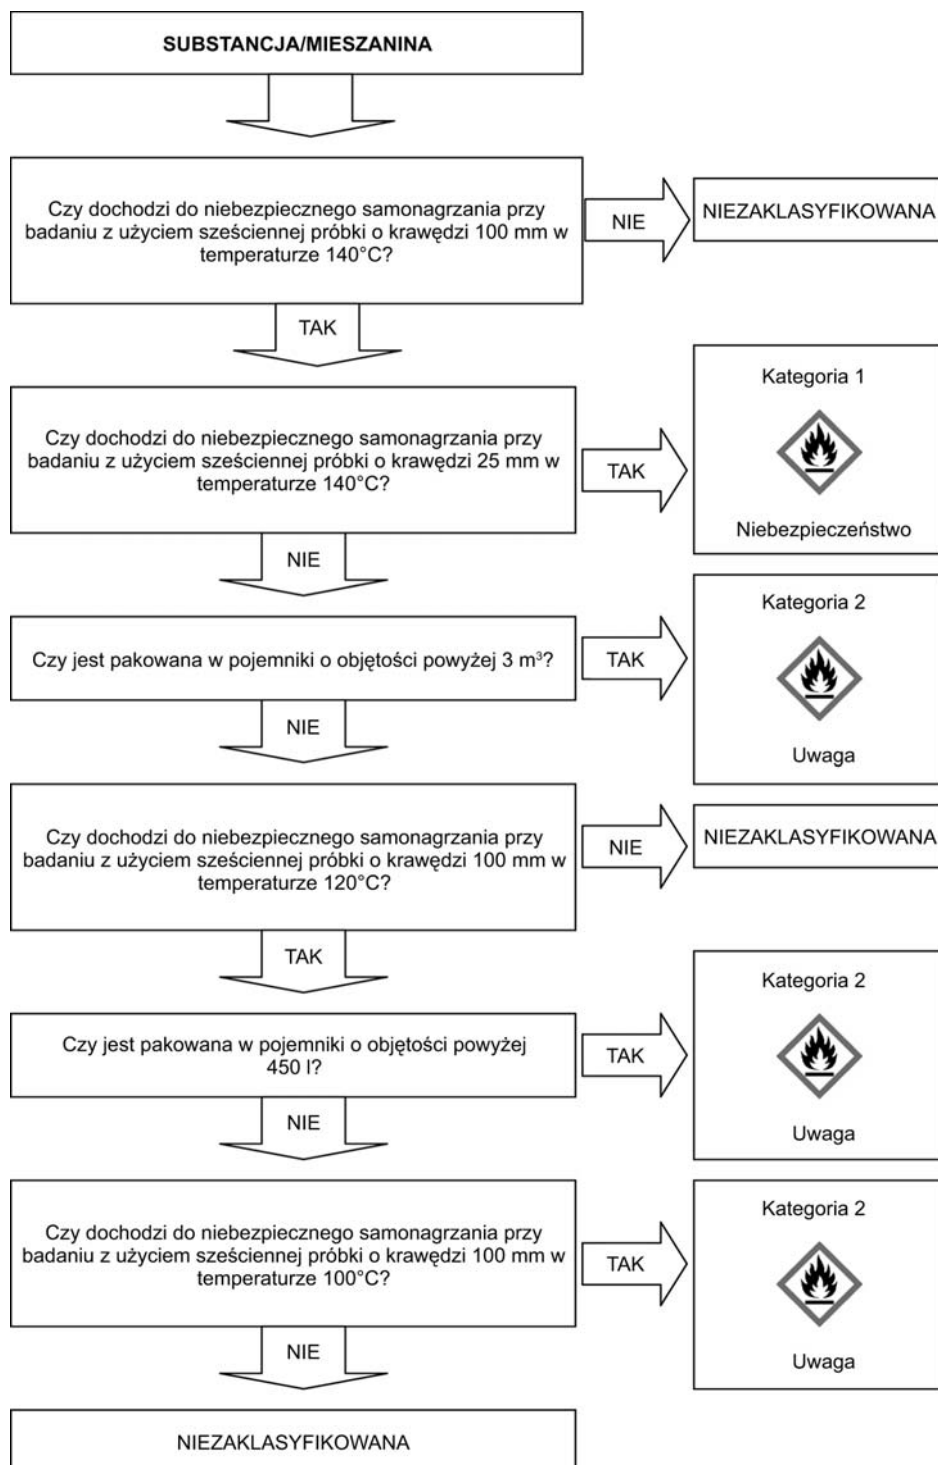 SUBSTANCJA/MIESZANINA
Czy dochodzi do niebezpiecznego samonagrzania przy
badaniu z użyciem sześciennej próbki o krawędzi 100 mm w
temperaturze 140°C?
NIE
NIEZAKLASYFIKOWANA
TAK
Czy dochodzi do niebezpiecznego samonagrzania przy
badaniu z użyciem sześciennej próbki o krawędzi 25 mm w
temperaturze 140°C?
TAK
Kategoria 1
Niebezpieczeństwo
NIE
Czy jest pakowana w pojemniki o objętości powyżej 3 m³?
TAK
Kategoria 2
Uwaga
NIE
Czy dochodzi do niebezpiecznego samonagrzania przy
badaniu z użyciem sześciennej próbki o krawędzi 100 mm w
temperaturze 120°C?
NIE
NIEZAKLASYFIKOWANA
TAK
Czy jest pakowana w pojemniki o objętości powyżej
450 l?
TAK
Kategoria 2
Uwaga
NIE
Czy dochodzi do niebezpiecznego samonagrzania przy
badaniu z użyciem sześciennej próbki o krawędzi 100 mm w
temperaturze 100°C?
TAK
Kategoria 2
Uwaga
NIE
NIEZAKLASYFIKOWANA